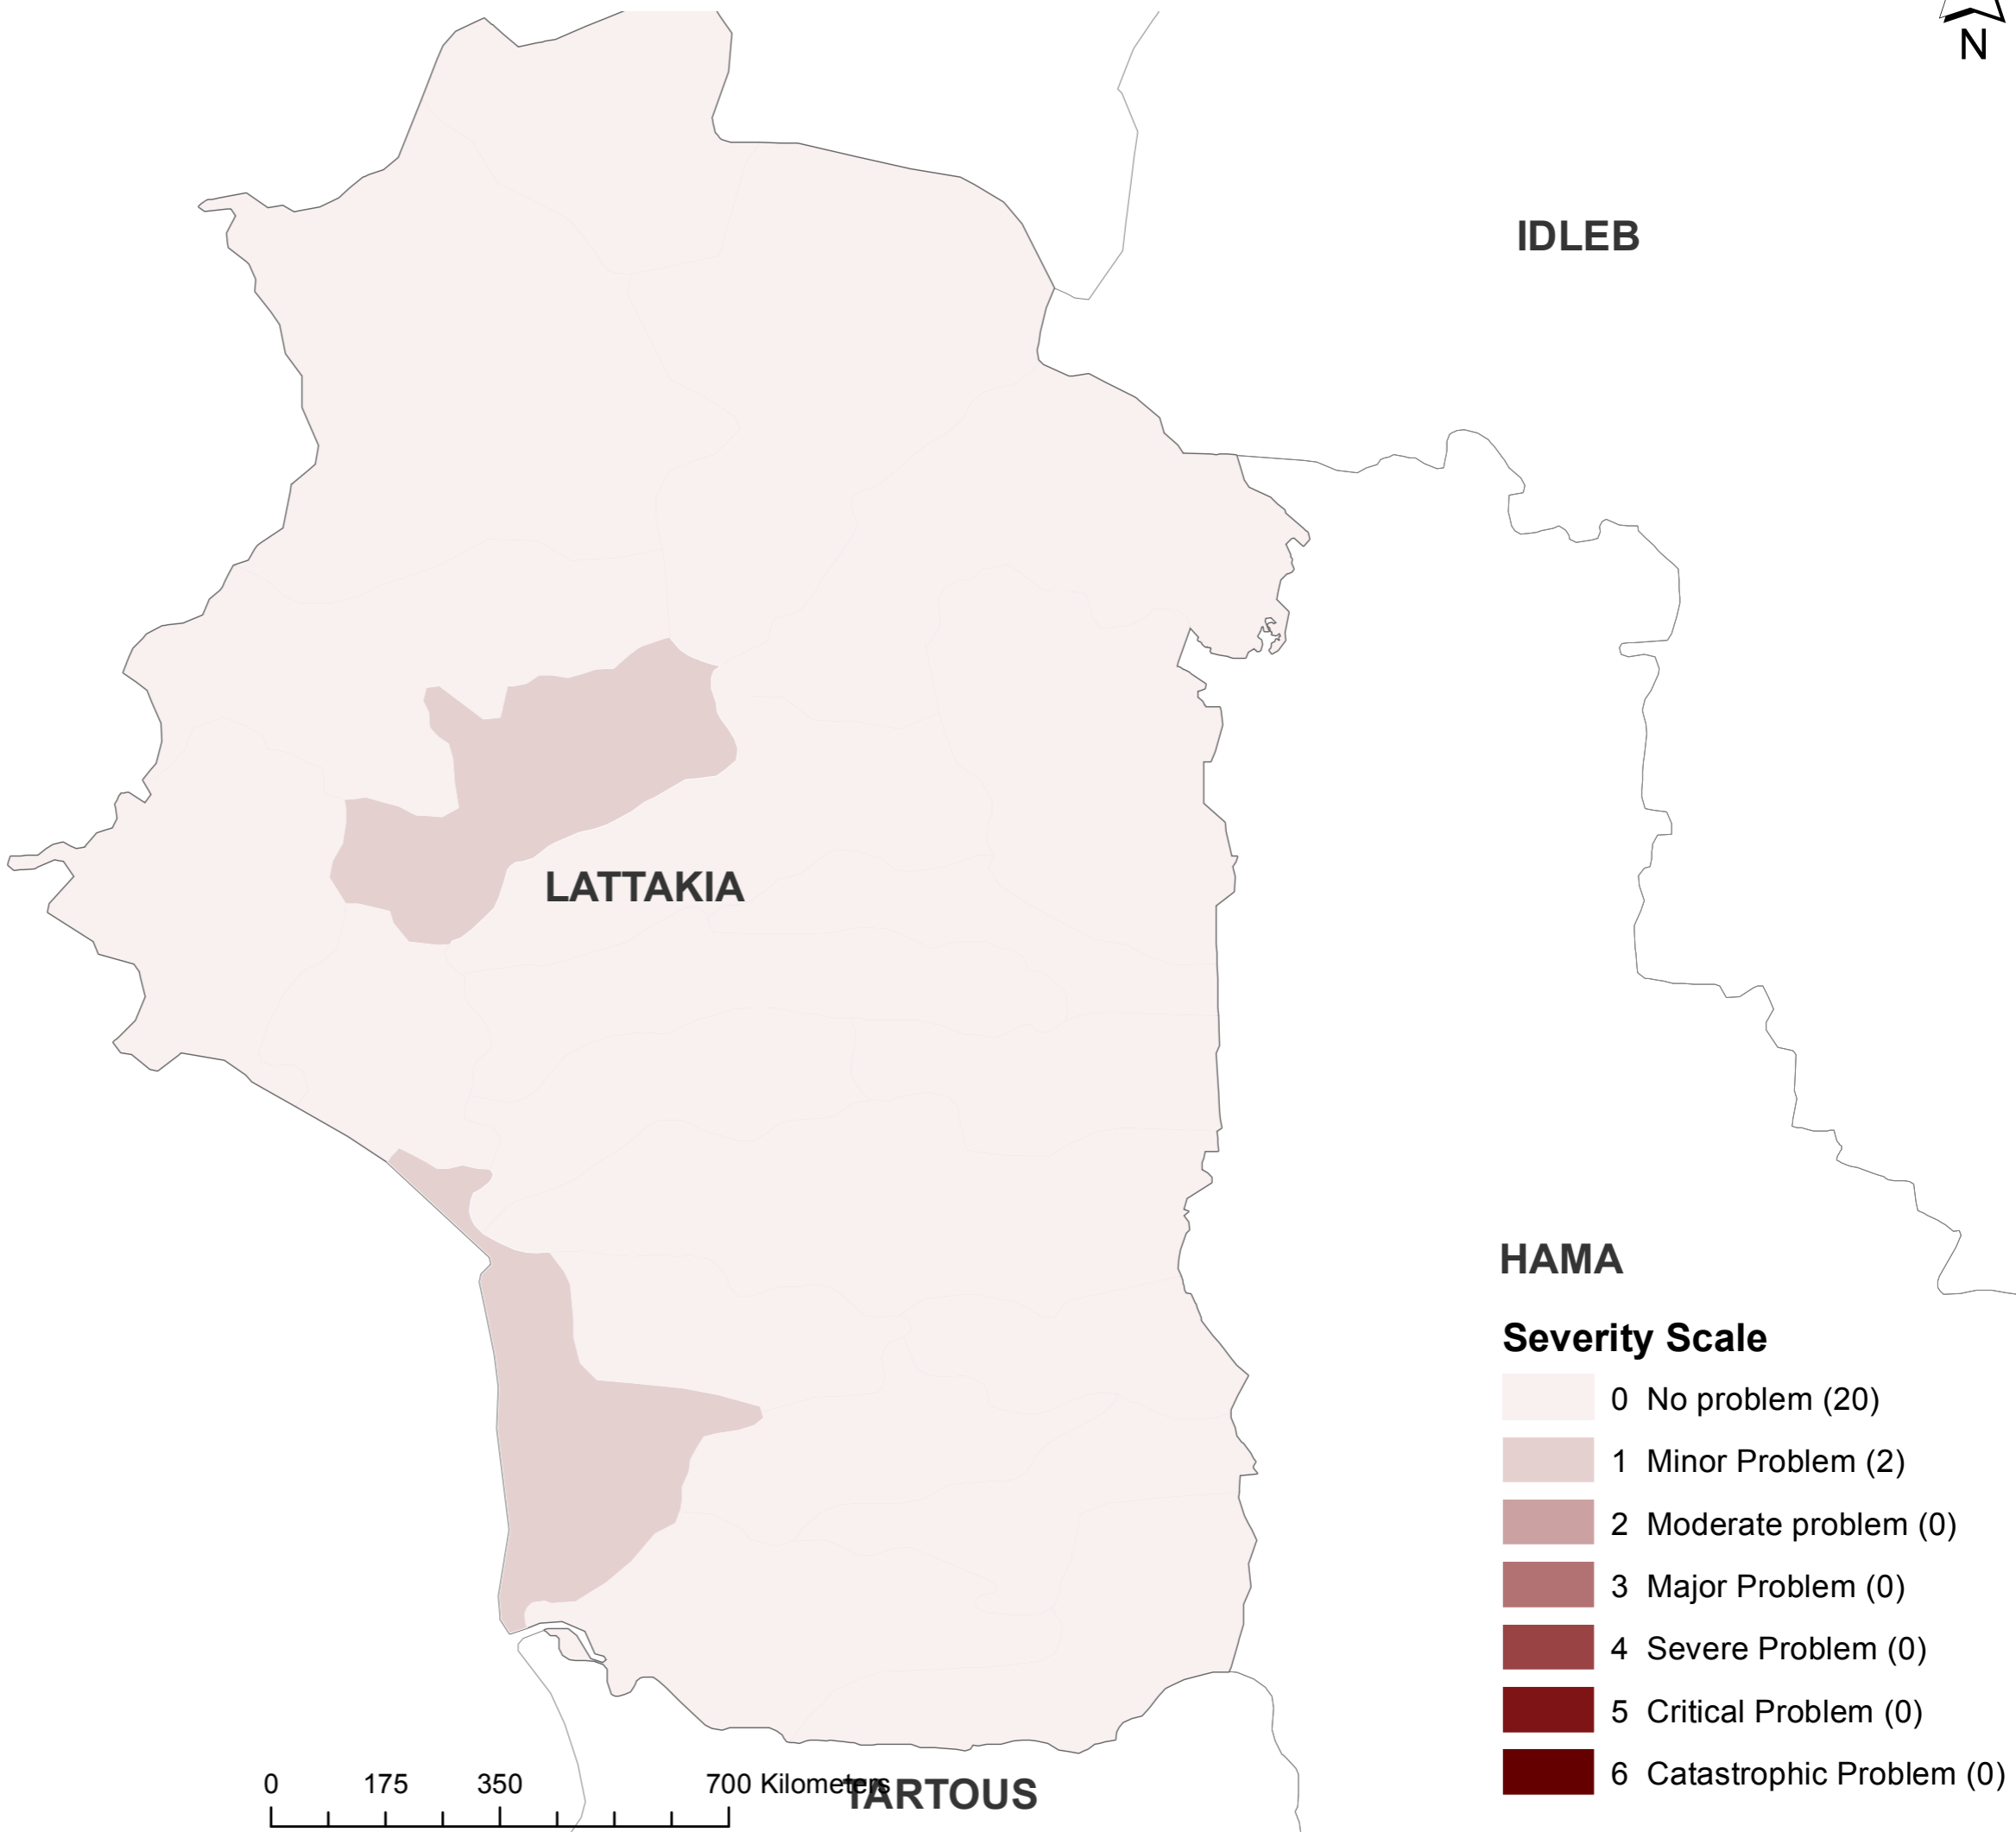 N
IDLEB
LATTAKIA
HAMA
Severity Scale
0 No problem (20)
1 Minor Problem (2)
2 Moderate problem (0)
3 Major Problem (0)
4 Severe Problem (0)
5 Critical Problem (0)
6 Catastrophic Problem (0)
0 175 350 700 Kilometers
TARTOUS